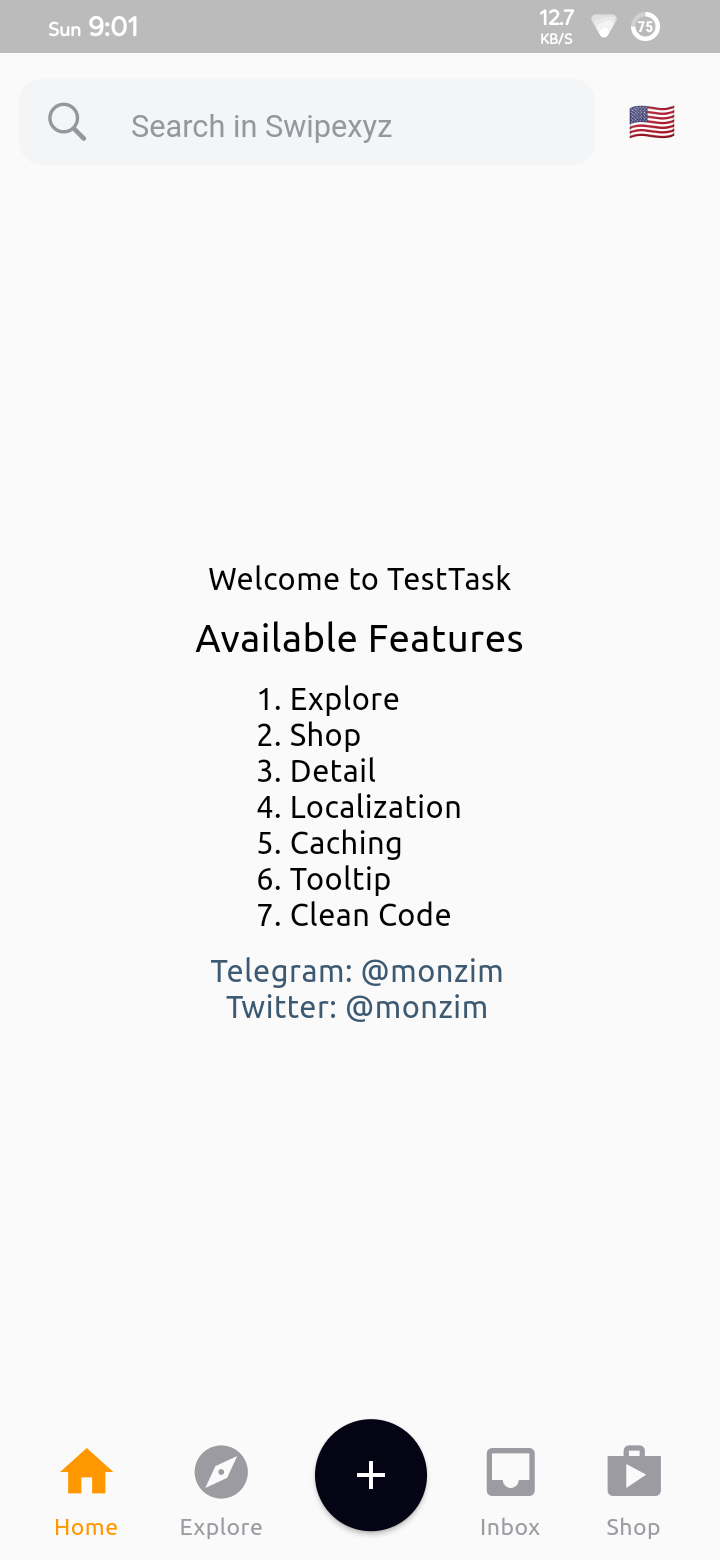 Sun 9:01
12.7
KB/S
75
Search in Swipexyz
Welcome to TestTask
Available Features
1. Explore
2. Shop
3. Detail
4. Localization
5. Caching
6. Tooltip
7. Clean Code
Telegram: @monzim
Twitter: @monzim
Home
Explore
Inbox
Shop